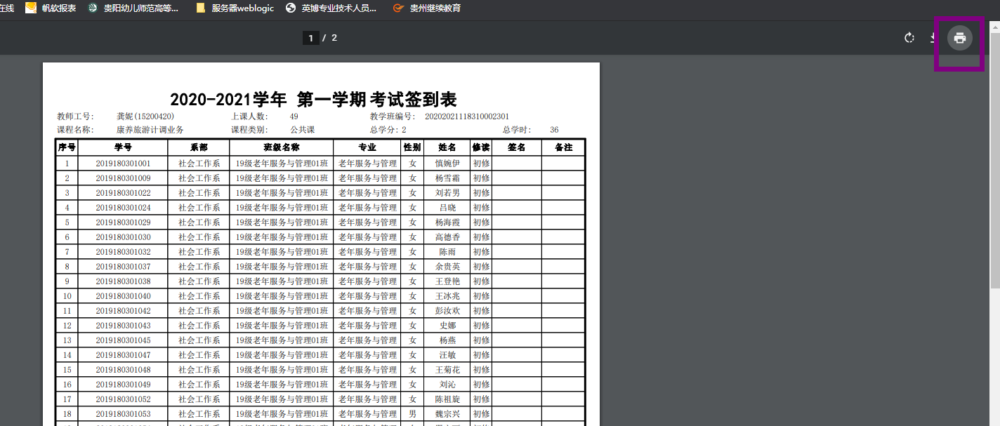 在线 帆软报表 贵阳幼儿师范高等... 服务器weblogic 英博专业技术人员... 贵州继续教育
1 / 2
2020-2021学年 第一学期 考试签到表
教师工号: 龚妮(15200420) 上课人数: 49 教学班编号: 20202021118310002301
课程名称: 康养旅游计调业务 课程类别: 公共课 总学分: 2 总学时: 36
序号 学号 系部 班级名称 专业 性别 姓名 修读 签名 备注
1 2019180301001 社会工作系 19级老年服务与管理01班 老年服务与管理 女 慎婉伊 初修
2 2019180301009 社会工作系 19级老年服务与管理01班 老年服务与管理 女 杨雪霜 初修
3 2019180301022 社会工作系 19级老年服务与管理01班 老年服务与管理 女 刘若男 初修
4 2019180301024 社会工作系 19级老年服务与管理01班 老年服务与管理 女 吕晓 初修
5 2019180301029 社会工作系 19级老年服务与管理01班 老年服务与管理 女 杨海霞 初修
6 2019180301030 社会工作系 19级老年服务与管理01班 老年服务与管理 女 高德香 初修
7 2019180301032 社会工作系 19级老年服务与管理01班 老年服务与管理 女 陈雨 初修
8 2019180301037 社会工作系 19级老年服务与管理01班 老年服务与管理 女 余贵英 初修
9 2019180301038 社会工作系 19级老年服务与管理01班 老年服务与管理 女 王登艳 初修
10 2019180301040 社会工作系 19级老年服务与管理01班 老年服务与管理 女 王冰兆 初修
11 2019180301042 社会工作系 19级老年服务与管理01班 老年服务与管理 女 彭汝欢 初修
12 2019180301043 社会工作系 19级老年服务与管理01班 老年服务与管理 女 史娜 初修
13 2019180301045 社会工作系 19级老年服务与管理01班 老年服务与管理 女 杨燕 初修
14 2019180301047 社会工作系 19级老年服务与管理01班 老年服务与管理 女 汪敏 初修
15 2019180301048 社会工作系 19级老年服务与管理01班 老年服务与管理 女 王菊花 初修
16 2019180301049 社会工作系 19级老年服务与管理01班 老年服务与管理 女 刘沁 初修
17 2019180301052 社会工作系 19级老年服务与管理01班 老年服务与管理 女 陈祖旋 初修
18 2019180301053 社会工作系 19级老年服务与管理01班 老年服务与管理 男 魏宗兴 初修